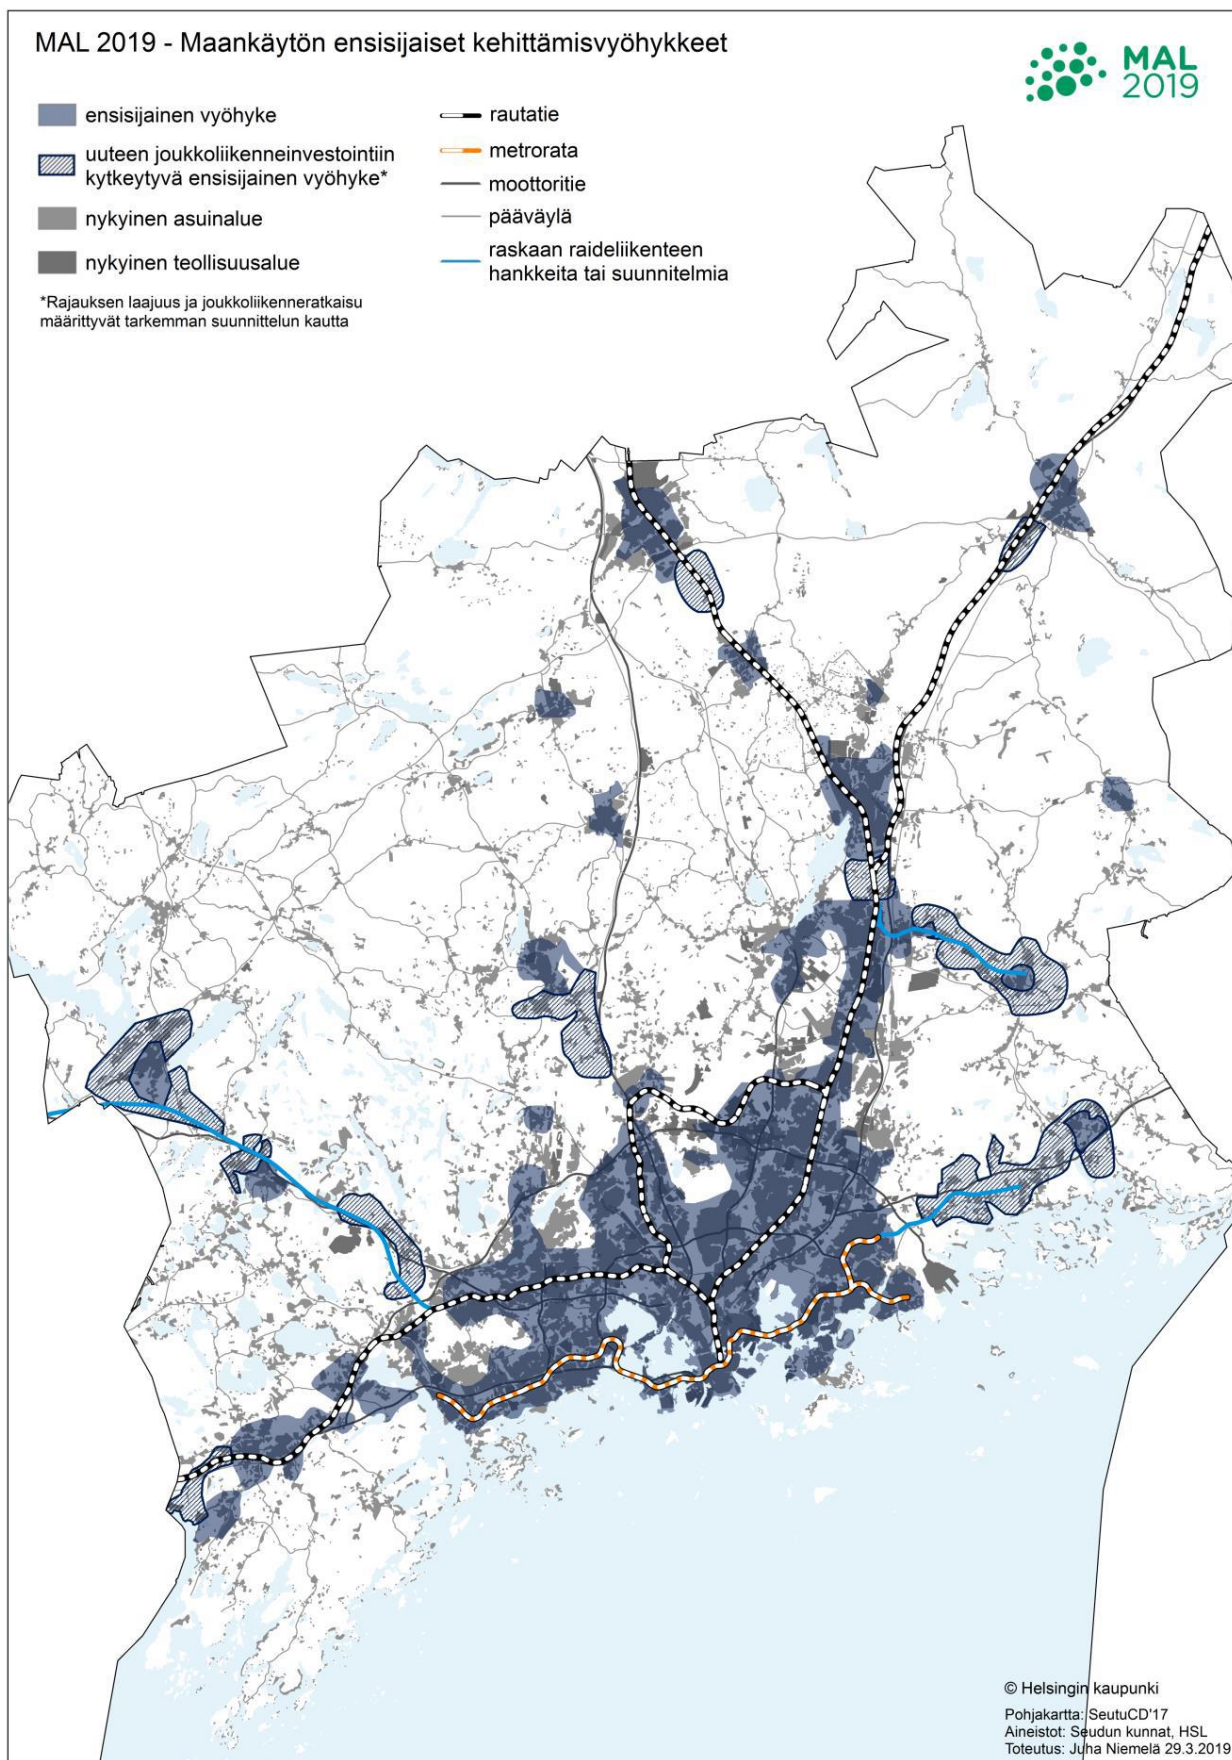 MAL 2019 - Maankäytön ensisijaiset kehittämisvyöhykkeet
MAL
2019
ensisijainen vyöhyke
uuteen joukkoliikenneinvestointiin
kytkeytyvä ensisijainen vyöhyke*
nykyinen asuinalue
nykyinen teollisuusalue
*Rajauksen laajuus ja joukkoliikenneratkaisu
määrittyvät tarkemman suunnittelun kautta
rautatie
metrorata
moottoritie
pääväylä
raskaan raideliikenteen
hankkeita tai suunnitelmia
© Helsingin kaupunki
Pohjakartta: SeutuCD'17
Aineistot: Seudun kunnat, HSL
Toteutus: Juha Niemelä 29.3.2019